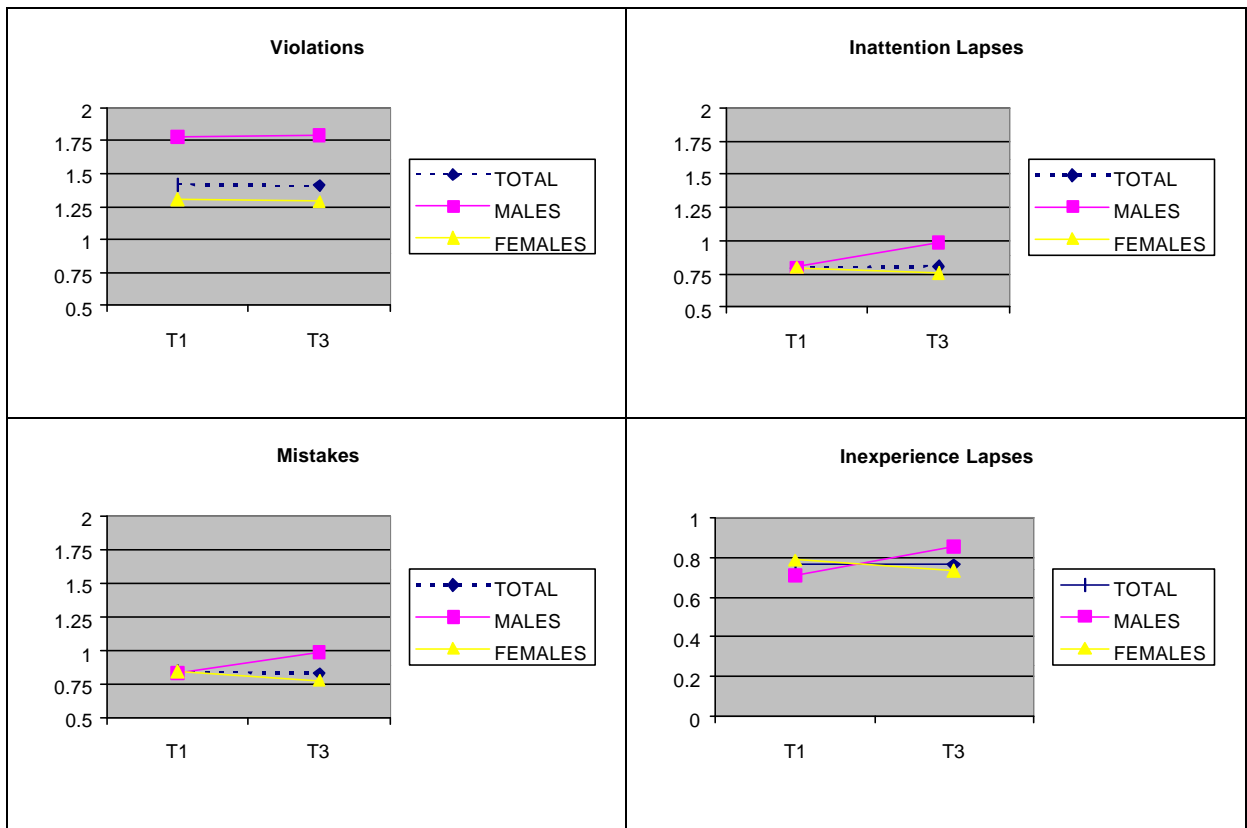 Violations
2
1.75
1.5
1.25
1
0.75
0.5
T1 T3
TOTAL
MALES
FEMALES
Inattention Lapses
2
1.75
1.5
1.25
1
0.75
0.5
T1 T3
TOTAL
MALES
FEMALES
Mistakes
2
1.75
1.5
1.25
1
0.75
0.5
T1 T3
TOTAL
MALES
FEMALES
Inexperience Lapses
1
0.8
0.6
0.4
0.2
0
T1 T3
TOTAL
MALES
FEMALES